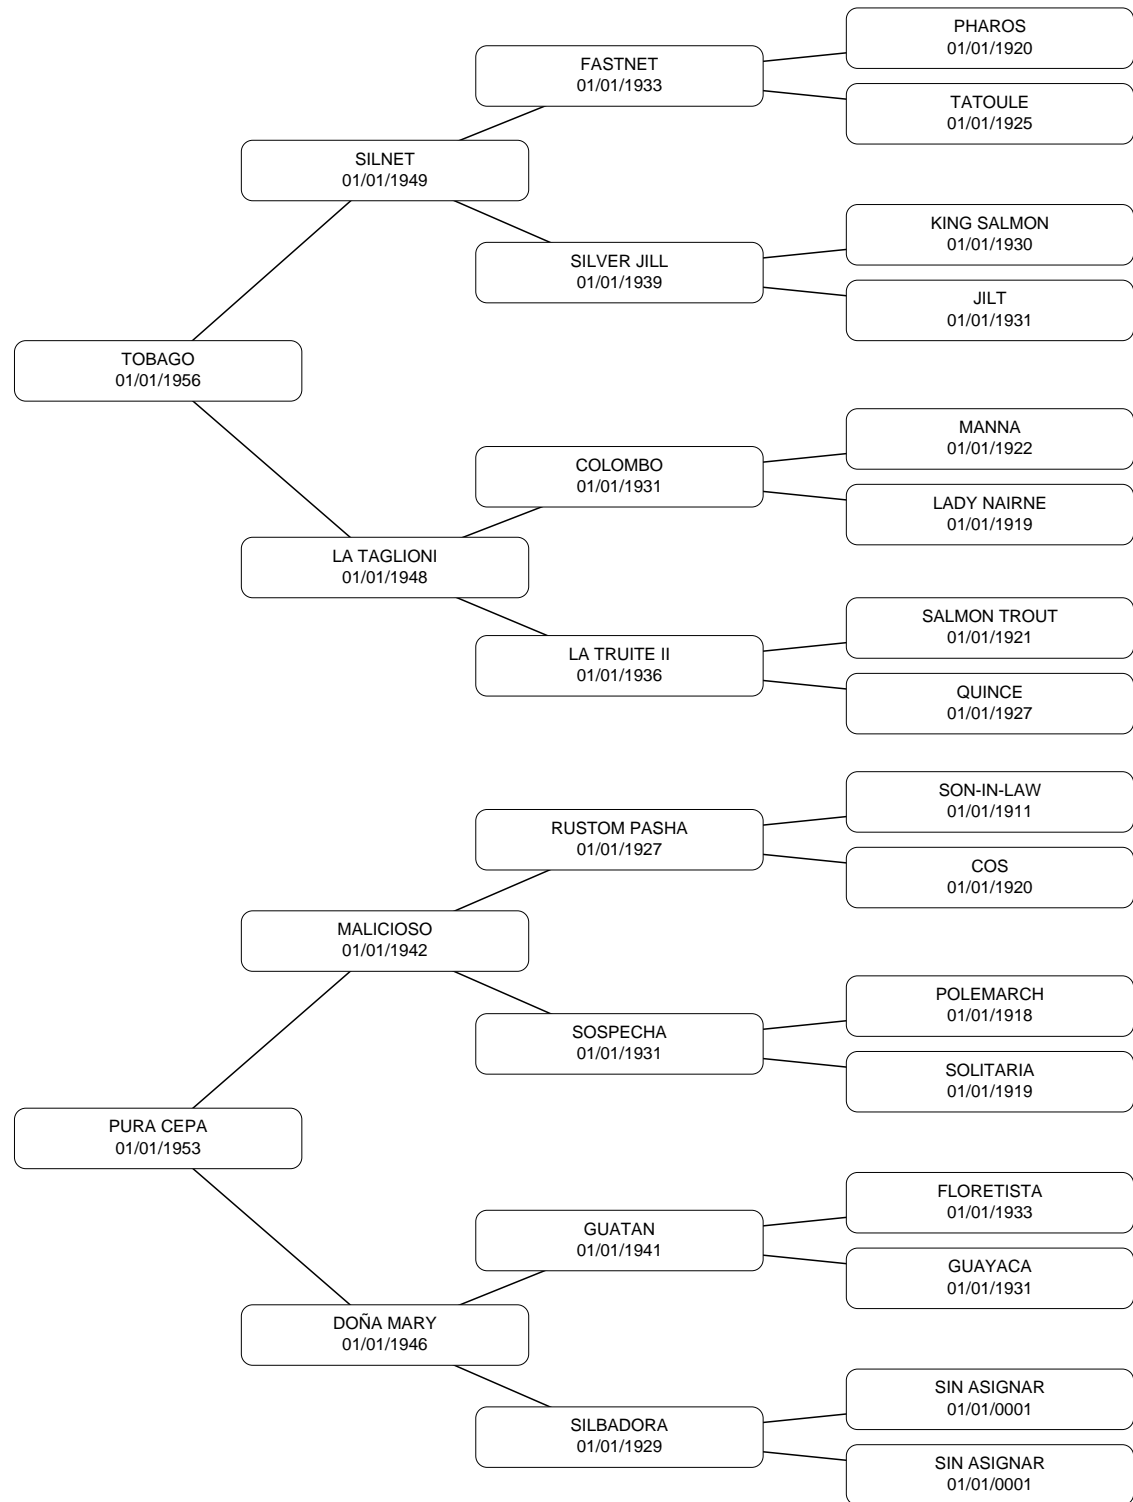 PHAROS
01/01/1920
FASTNET
01/01/1933
TATOULE
01/01/1925
SILNET
01/01/1949
KING SALMON
01/01/1930
SILVER JILL
01/01/1939
JILT
01/01/1931
TOBAGO
01/01/1956
MANNA
01/01/1922
COLOMBO
01/01/1931
LADY NAIRNE
01/01/1919
LA TAGLIONI
01/01/1948
SALMON TROUT
01/01/1921
LA TRUITE II
01/01/1936
QUINCE
01/01/1927
SON-IN-LAW
01/01/1911
RUSTOM PASHA
01/01/1927
COS
01/01/1920
MALICIOSO
01/01/1942
POLEMARCH
01/01/1918
SOSPECHA
01/01/1931
SOLITARIA
01/01/1919
PURA CEPA
01/01/1953
FLORETISTA
01/01/1933
GUATAN
01/01/1941
GUAYACA
01/01/1931
DOÑA MARY
01/01/1946
SIN ASIGNAR
01/01/0001
SILBADORA
01/01/1929
SIN ASIGNAR
01/01/0001